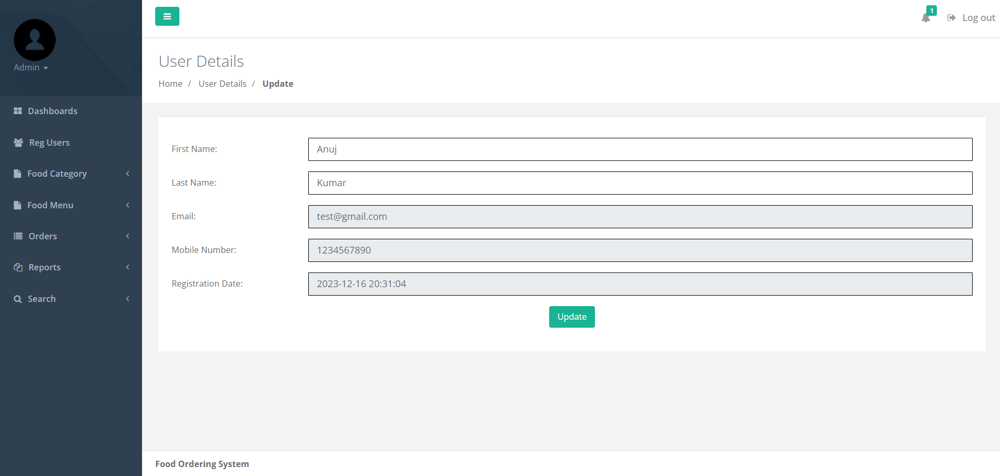 1
Log out
Admin
User Details
Home / User Details / Update
Dashboards
Reg Users
Food Category
Food Menu
Orders
Reports
Search
First Name: Anuj
Last Name: Kumar
Email: test@gmail.com
Mobile Number: 1234567890
Registration Date: 2023-12-16 20:31:04
Update
Food Ordering System